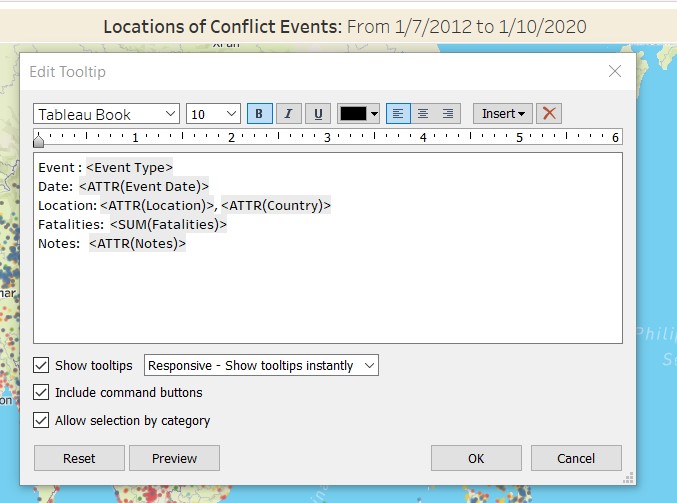 Locations of Conflict Events: From 1/7/2012 to 1/10/2020
Edit Tooltip
Tableau Book 10 B I U Insert
1 2 3 4 5 6
Event : <Event Type>
Date: <ATTR(Event Date)>
Location: <ATTR(Location)>, <ATTR(Country)>
Fatalities: <SUM(Fatalities)>
Notes: <ATTR(Notes)>
Show tooltips Responsive - Show tooltips instantly
Include command buttons
Allow selection by category
Reset Preview OK Cancel